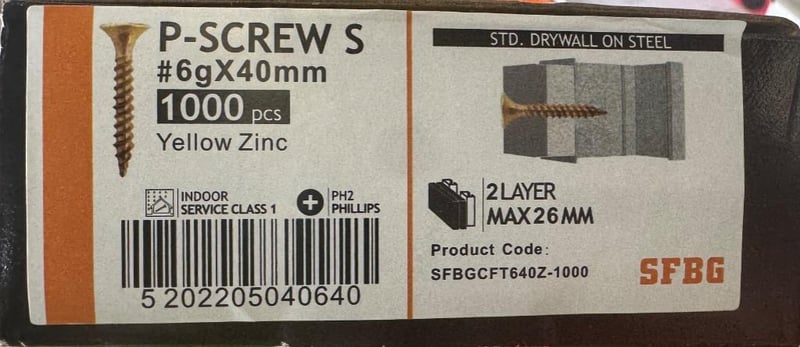 P-SCREW S
#6gX40mm
1000 pcs
Yellow Zinc
INDOOR
SERVICE CLASS 1
PH2
PHILLIPS
5 202205 040640
STD. DRYWALL ON STEEL
2 LAYER
MAX 26 MM
Product Code:
SFBGCFT640Z-1000
SFBG